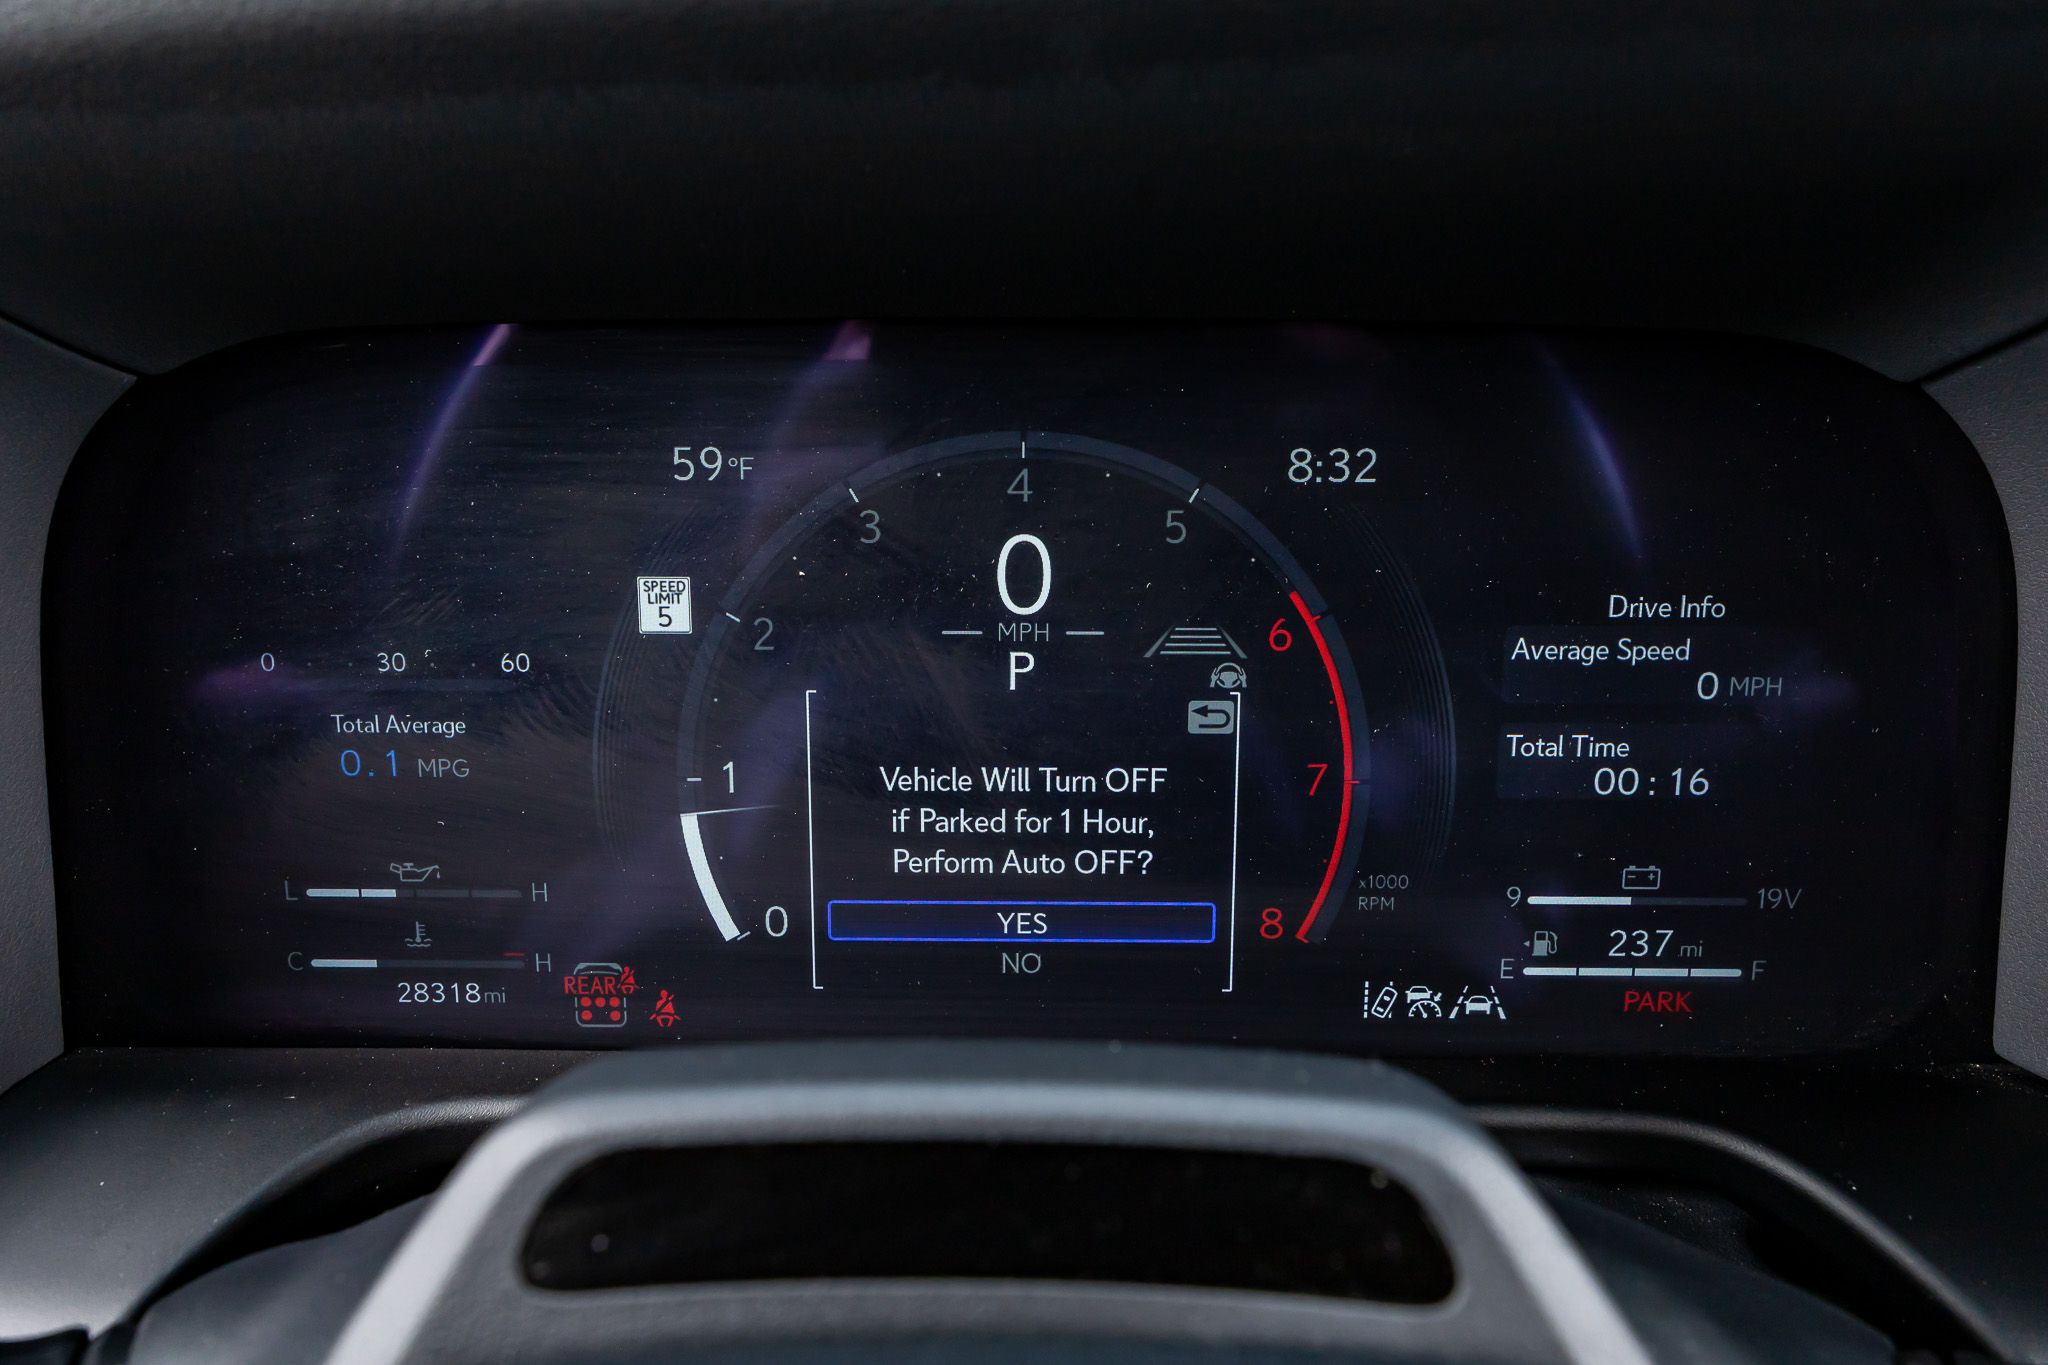 59°F
8:32
4
3
5
0
SPEED
LIMIT
5
2
MPH
6
Drive Info
P
Average Speed
0 MPH
0 30 60
Total Average
0.1 MPG
1
7
Total Time
00:16
Vehicle Will Turn OFF
if Parked for 1 Hour,
Perform Auto OFF?
YES
NO
0
8
x1000
RPM
L H
C H
28318 mi
REAR
9 19V
237 mi
E F
PARK